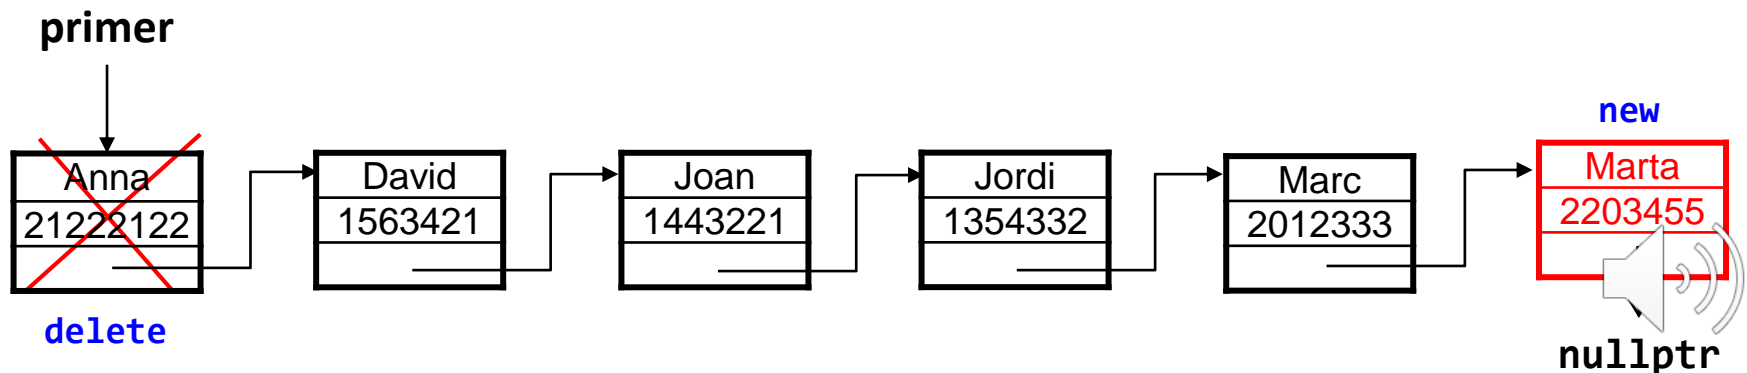 primer
new
Anna
21222122
David
1563421
Joan
1443221
Jordi
1354332
Marc
2012333
Marta
2203455
delete
nullptr